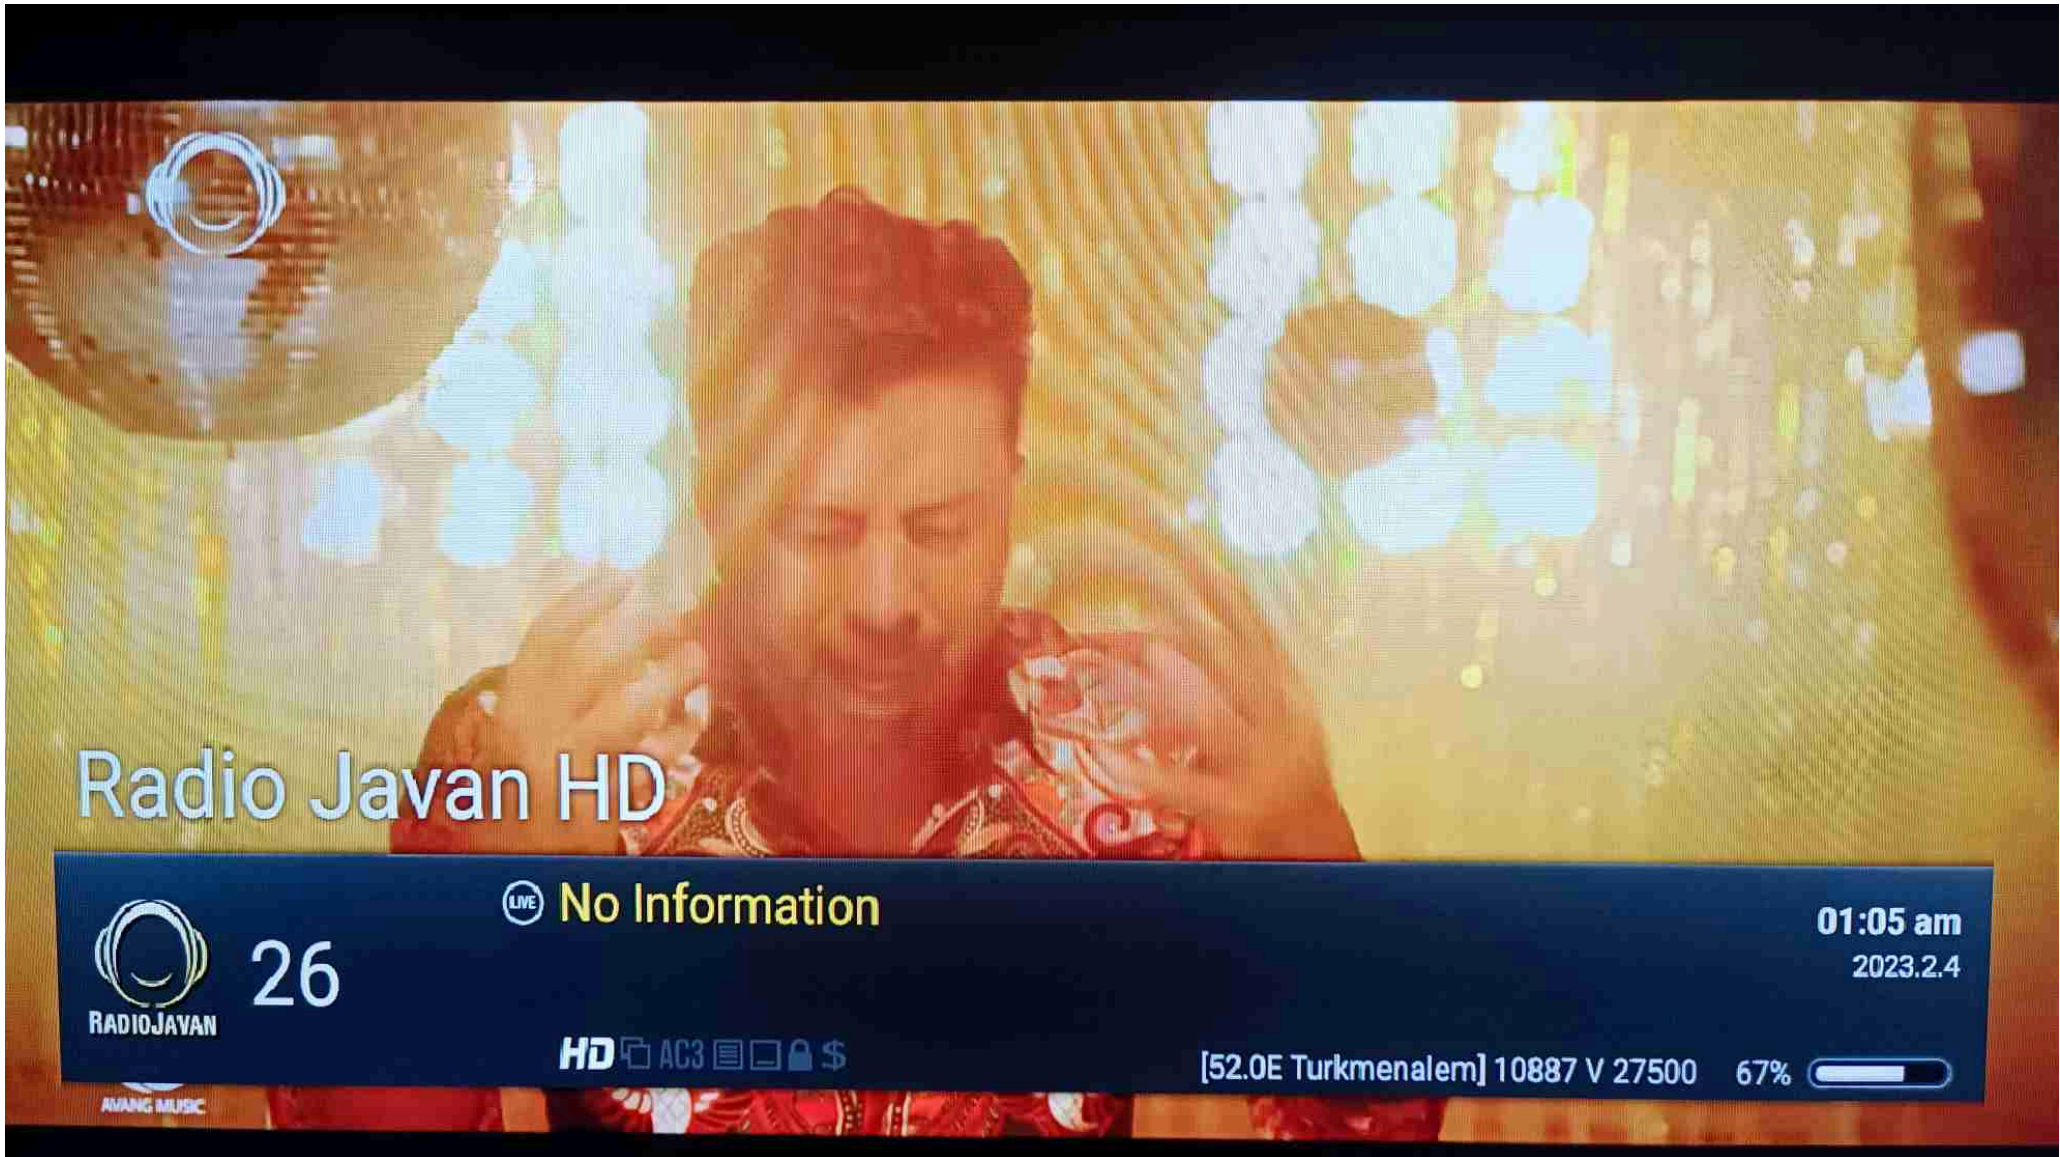 Radio Javan HD
LIVE No Information
01:05 am
2023.2.4
26
RADIOJAVAN
HD AC3 $
[52.0E Turkmenalem] 10887 V 27500 67%
AVANG MUSIC